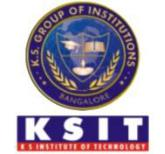 K.S. GROUP OF INSTITUTIONS
BANGALORE
KSIT
K S INSTITUTE OF TECHNOLOGY